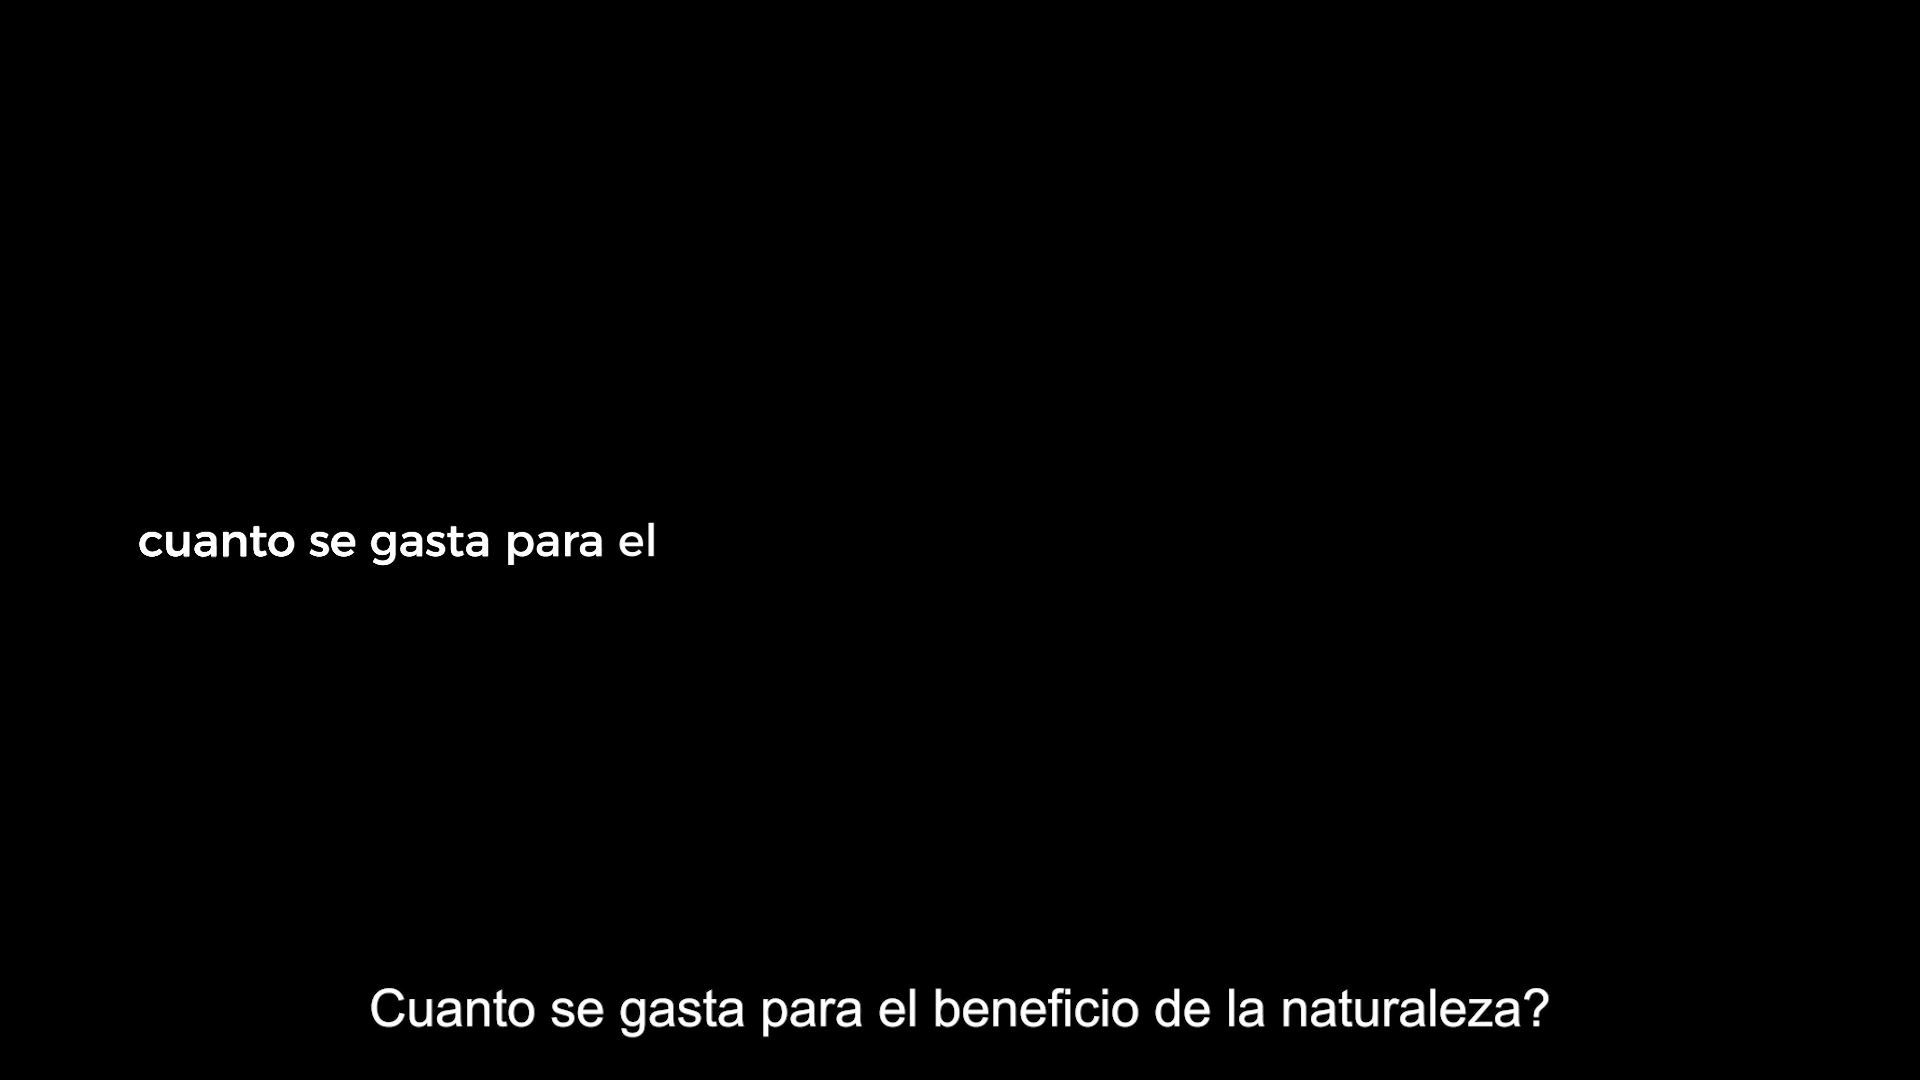 cuanto se gasta para el
Cuanto se gasta para el beneficio de la naturaleza?